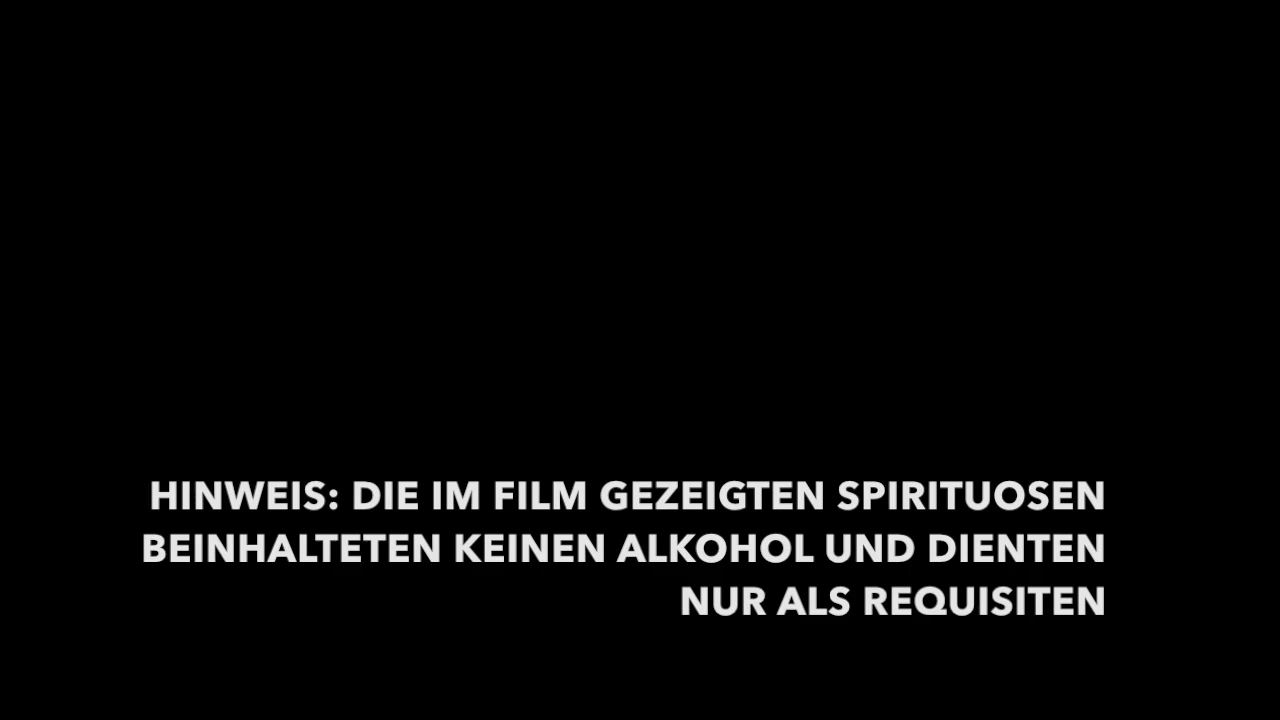 HINWEIS: DIE IM FILM GEZEIGTEN SPIRITUOSEN
BEINHALTETEN KEINEN ALKOHOL UND DIENTEN
NUR ALS REQUISITEN